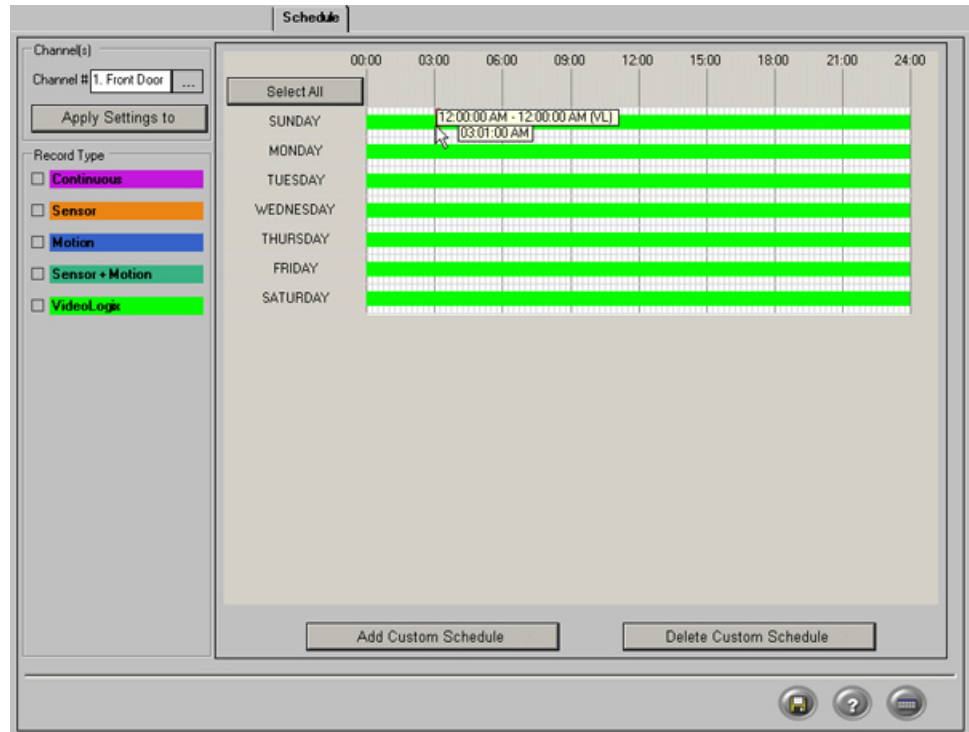 Schedule
Channel(s)
Channel # 1. Front Door ...
Apply Settings to
Record Type
Continuous
Sensor
Motion
Sensor + Motion
VideoLogix
00:00 03:00 06:00 09:00 12:00 15:00 18:00 21:00 24:00
Select All
SUNDAY
12:00:00 AM - 12:00:00 AM (VL)
03:01:00 AM
MONDAY
TUESDAY
WEDNESDAY
THURSDAY
FRIDAY
SATURDAY
Add Custom Schedule
Delete Custom Schedule
?